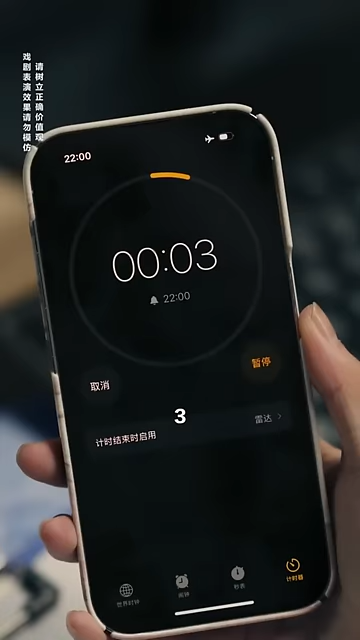 请树立正确价值观
戏剧表演效果请勿模仿
22:00
00:03
22:00
取消
暂停
3
计时结束时启用
雷达
世界时钟
闹钟
秒表
计时器